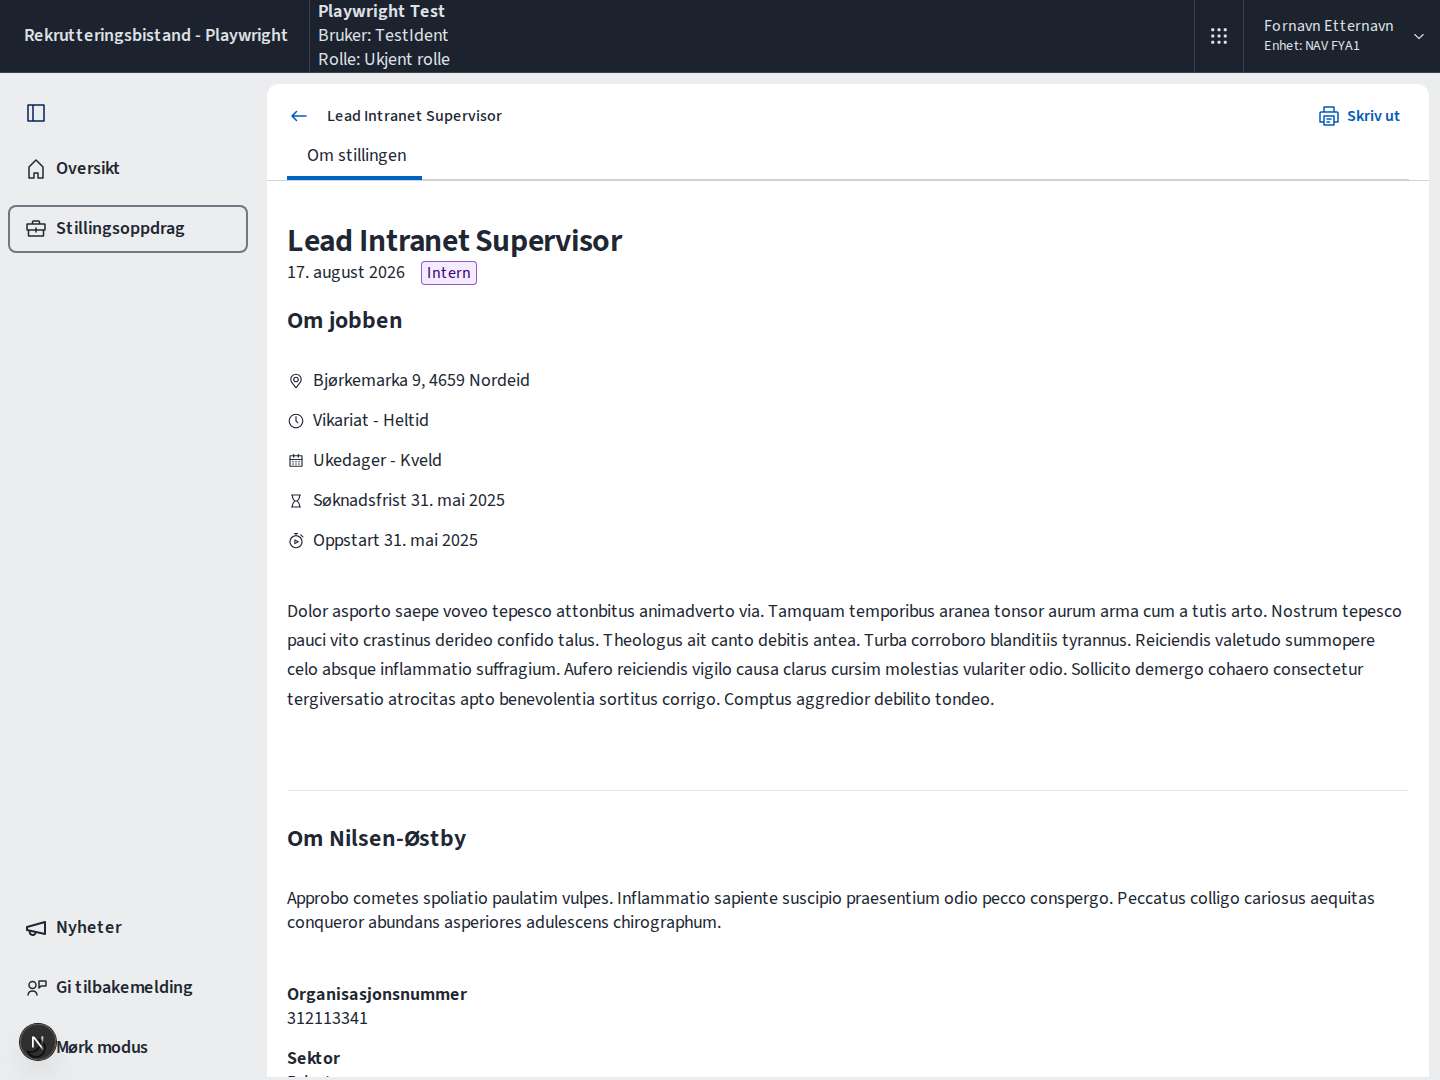 Rekrutteringsbistand - Playwright
Playwright Test
Bruker: TestIdent
Rolle: Ukjent rolle
Fornavn Etternavn
Enhet: NAV FYA1
Oversikt
Stillingsoppdrag
Nyheter
Gi tilbakemelding
N
Mørk modus
Lead Intranet Supervisor
Skriv ut
Om stillingen
Lead Intranet Supervisor
17. august 2026 Intern
Om jobben
Bjørkemarka 9, 4659 Nordeid
Vikariat - Heltid
Ukedager - Kveld
Søknadsfrist 31. mai 2025
Oppstart 31. mai 2025
Dolor asporto saepe voveo tepesco attonbitus animadverto via. Tamquam temporibus aranea tonsor aurum arma cum a tutis arto. Nostrum tepesco
pauci vito crastinus derideo confido talus. Theologus ait canto debitis antea. Turba corroboro blanditiis tyrannus. Reiciendis valetudo summopere
celo absque inflammatio suffragium. Aufero reiciendis vigilo causa clarus cursim molestias vulariter odio. Sollicito demergo cohaero consectetur
tergiversatio atrocitas apto benevolentia sortitus corrigo. Comptus aggredior debilito tondeo.
Om Nilsen-Østby
Approbo cometes spoliatio paulatim vulpes. Inflammatio sapiente suscipio praesentium odio pecco conspergo. Peccatus colligo cariosus aequitas
conqueror abundans asperiores adulescens chirographum.
Organisasjonsnummer
312113341
Sektor